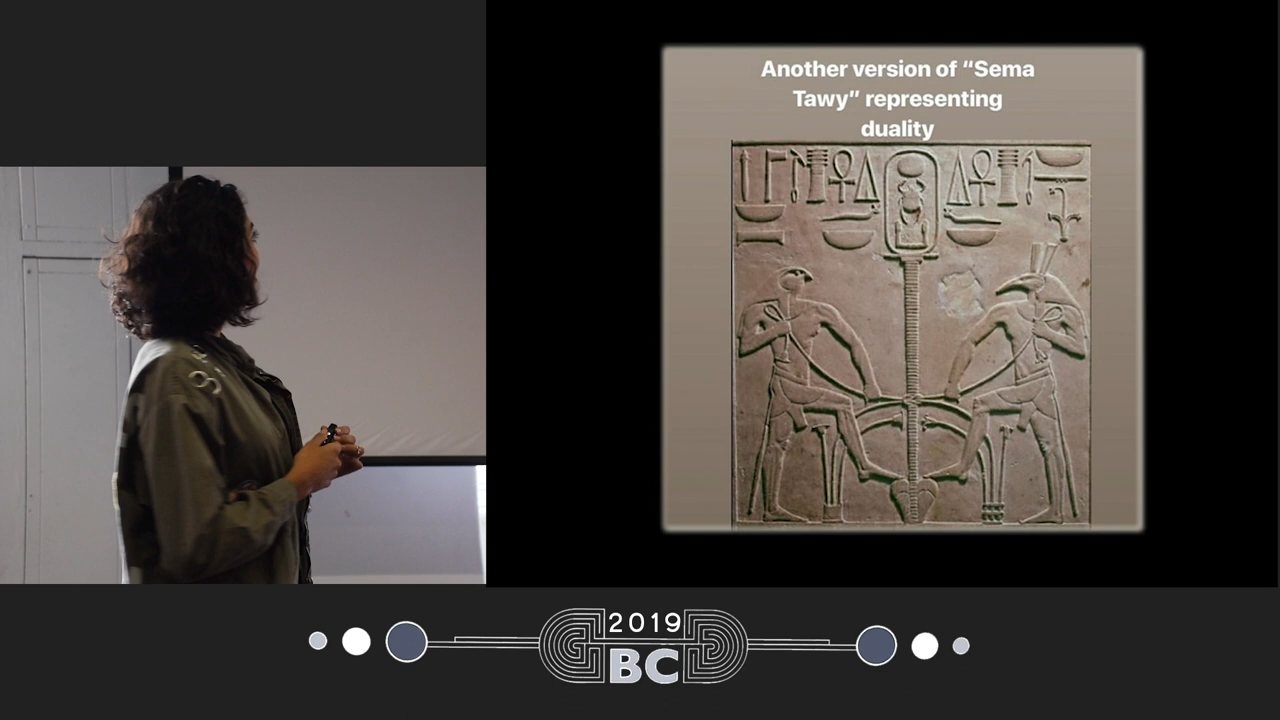 Another version of “Sema
Tawy” representing
duality
2019
BC